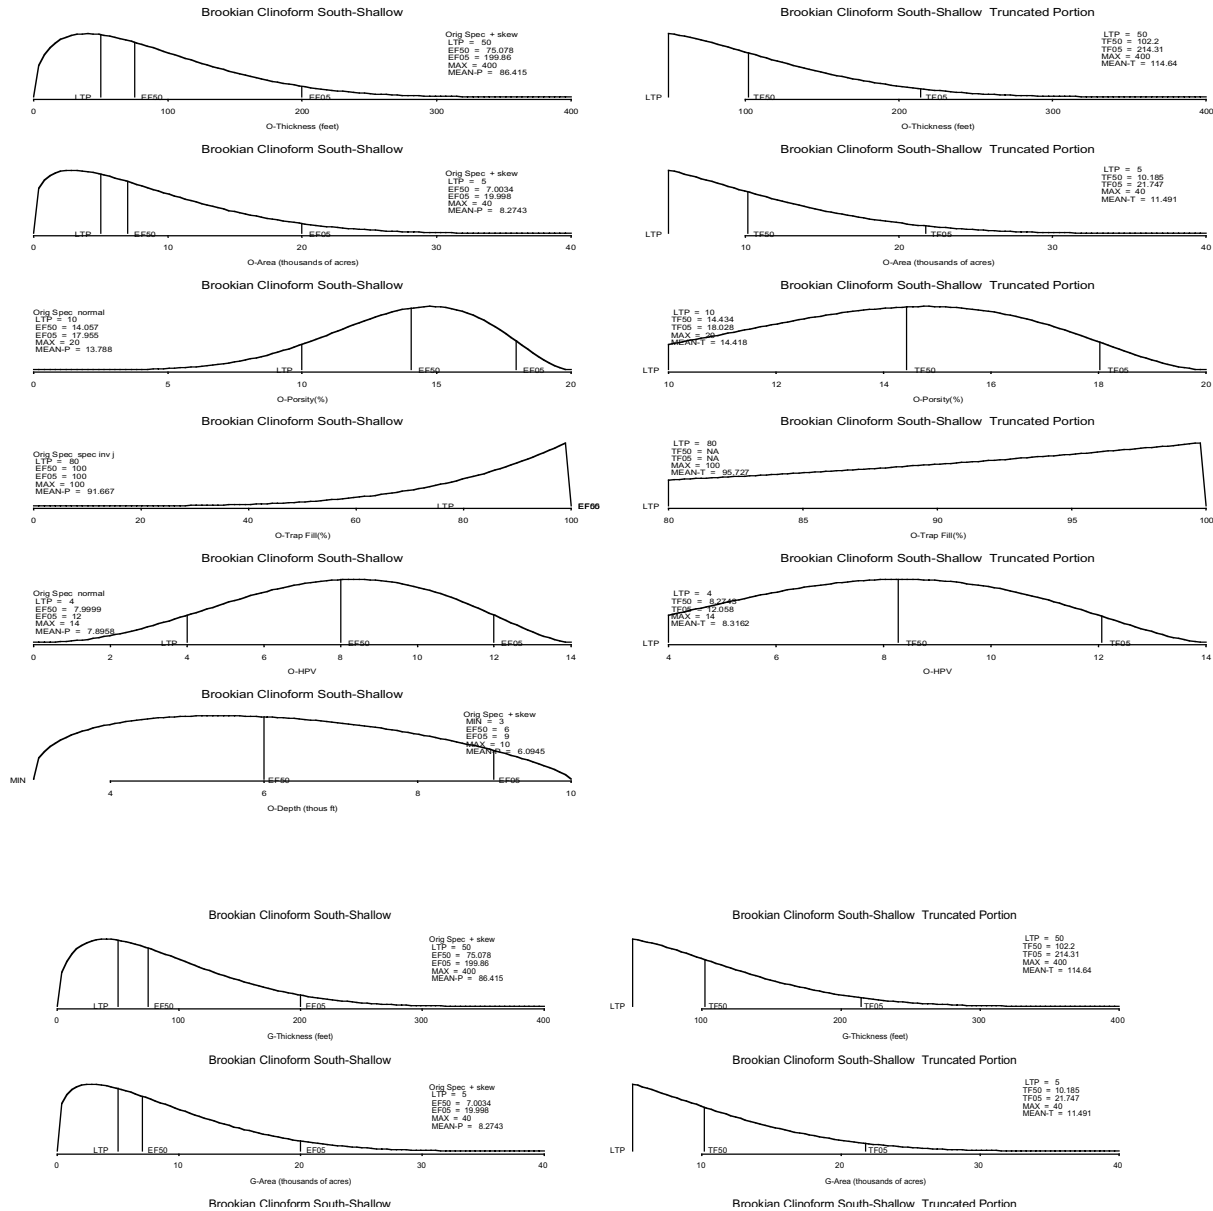 Brookian Clinoform South-Shallow
Orig Spec + skew
LTP = 50
EF50 = 75.078
EF05 = 199.86
MAX = 400
MEAN-P = 86.415
LTP EF50 EF05
0 100 200 300 400
O-Thickness (feet)
Brookian Clinoform South-Shallow Truncated Portion
LTP = 50
TF50 = 102.2
TF05 = 214.31
MAX = 400
MEAN-T = 114.64
LTP TF50 TF05
100 200 300 400
O-Thickness (feet)
Brookian Clinoform South-Shallow
Orig Spec + skew
LTP = 5
EF50 = 7.0034
EF05 = 19.998
MAX = 40
MEAN-P = 8.2743
LTP EF50 EF05
0 10 20 30 40
O-Area (thousands of acres)
Brookian Clinoform South-Shallow Truncated Portion
LTP = 5
TF50 = 10.185
TF05 = 21.747
MAX = 40
MEAN-T = 11.491
LTP TF50 TF05
10 20 30 40
O-Area (thousands of acres)
Brookian Clinoform South-Shallow
Orig Spec normal
LTP = 10
EF50 = 14.057
EF05 = 17.955
MAX = 20
MEAN-P = 13.788
LTP EF50 EF05
0 5 10 15 20
O-Porsity(%)
Brookian Clinoform South-Shallow Truncated Portion
LTP = 10
TF50 = 14.434
TF05 = 18.028
MAX = 20
MEAN-T = 14.418
LTP TF50 TF05
10 12 14 16 18 20
O-Porsity(%)
Brookian Clinoform South-Shallow
Orig Spec spec inv j
LTP = 80
EF50 = 100
EF05 = 100
MAX = 100
MEAN-P = 91.667
LTP
0 20 40 60 80 100
O-Trap Fill(%)
Brookian Clinoform South-Shallow Truncated Portion
LTP = 80
TF50 = NA
TF05 = NA
MAX = 100
MEAN-T = 95.727
LTP
80 85 90 95 100
O-Trap Fill(%)
Brookian Clinoform South-Shallow
Orig Spec normal
LTP = 4
EF50 = 7.9999
EF05 = 12
MAX = 14
MEAN-P = 7.8958
LTP EF50 EF05
0 2 4 6 8 10 12 14
O-HPV
Brookian Clinoform South-Shallow Truncated Portion
LTP = 4
TF50 = 8.2743
TF05 = 12.058
MAX = 14
MEAN-T = 8.3162
LTP TF50 TF05
4 6 8 10 12 14
O-HPV
Brookian Clinoform South-Shallow
Orig Spec + skew
MIN = 3
EF50 = 6
EF05 = 9
MAX = 10
MEAN-P = 6.0945
MIN EF50 EF05
4 6 8 10
O-Depth (thous ft)
Brookian Clinoform South-Shallow
Orig Spec + skew
LTP = 50
EF50 = 75.078
EF05 = 199.86
MAX = 400
MEAN-P = 86.415
LTP EF50 EF05
0 100 200 300 400
G-Thickness (feet)
Brookian Clinoform South-Shallow Truncated Portion
LTP = 50
TF50 = 102.2
TF05 = 214.31
MAX = 400
MEAN-T = 114.64
LTP TF50 TF05
100 200 300 400
G-Thickness (feet)
Brookian Clinoform South-Shallow
Orig Spec + skew
LTP = 5
EF50 = 7.0034
EF05 = 19.998
MAX = 40
MEAN-P = 8.2743
LTP EF50 EF05
0 10 20 30 40
G-Area (thousands of acres)
Brookian Clinoform South-Shallow Truncated Portion
LTP = 5
TF50 = 10.185
TF05 = 21.747
MAX = 40
MEAN-T = 11.491
LTP TF50 TF05
10 20 30 40
G-Area (thousands of acres)
Brookian Clinoform South-Shallow
Brookian Clinoform South-Shallow Truncated Portion